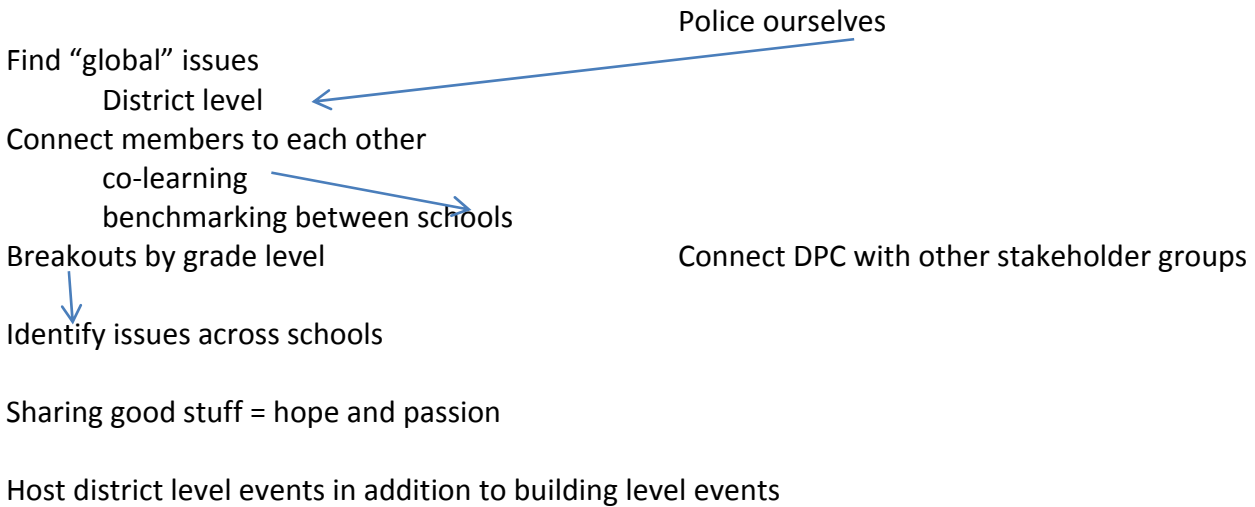 Police ourselves
Find “global” issues
District level
Connect members to each other
co-learning
benchmarking between schools
Breakouts by grade level
Connect DPC with other stakeholder groups
Identify issues across schools
Sharing good stuff = hope and passion
Host district level events in addition to building level events